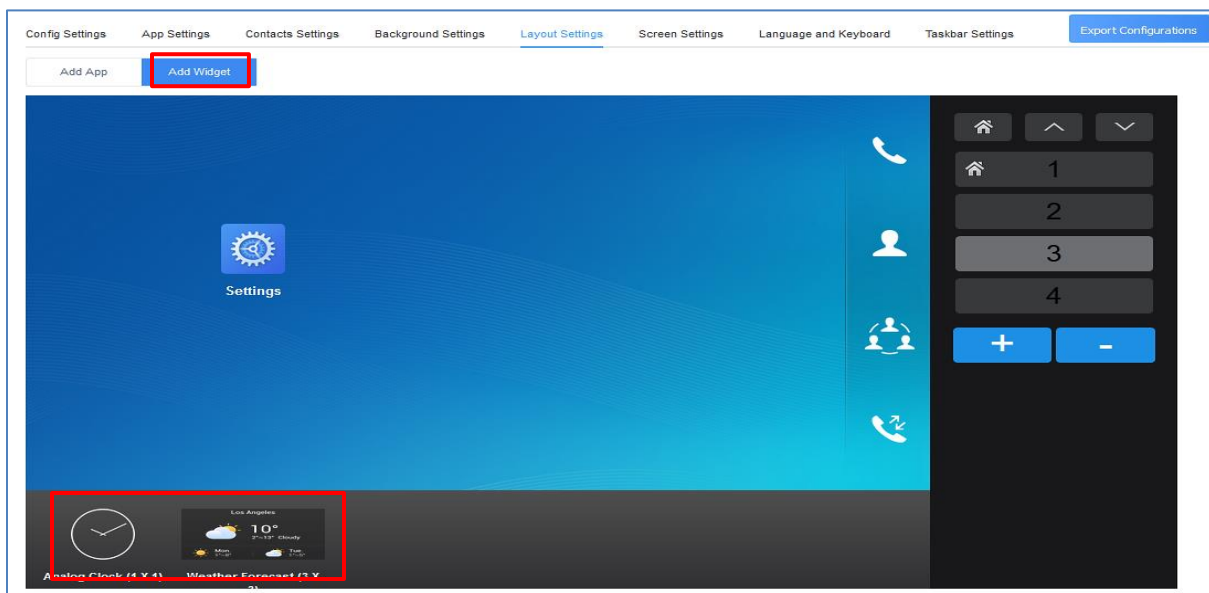 Config Settings App Settings Contacts Settings Background Settings Layout Settings Screen Settings Language and Keyboard Taskbar Settings Export Configurations
Add App Add Widget
1
2
Settings
3
4
+ -
Los Angeles
10°
Cloudy
Mon Tue
Analog Clock (1 X 1) Weather Forecast (3 X